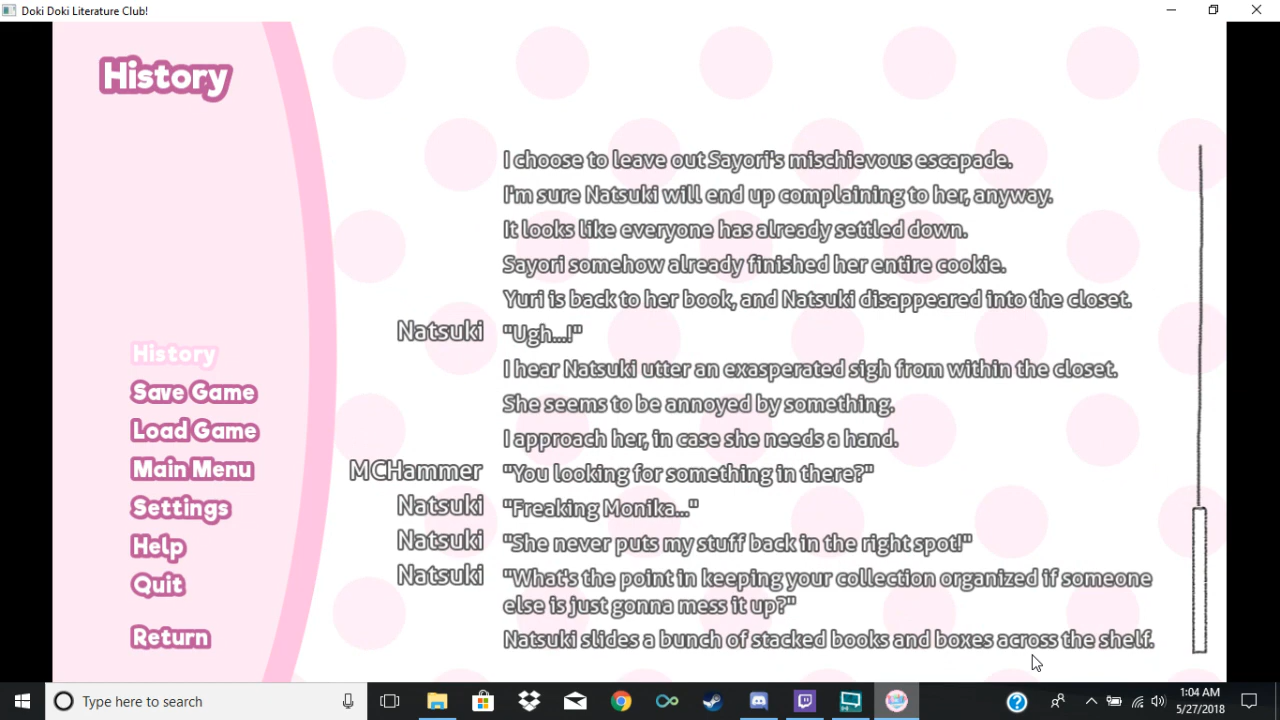 Doki Doki Literature Club!
History
I choose to leave out Sayori's mischievous escapade.
I'm sure Natsuki will end up complaining to her, anyway.
It looks like everyone has already settled down.
Sayori somehow already finished her entire cookie.
Yuri is back to her book, and Natsuki disappeared into the closet.
Natsuki "Ugh...!"
I hear Natsuki utter an exasperated sigh from within the closet.
She seems to be annoyed by something.
I approach her, in case she needs a hand.
MCHammer "You looking for something in there?"
Natsuki "Freaking Monika..."
Natsuki "She never puts my stuff back in the right spot!"
Natsuki "What's the point in keeping your collection organized if someone
else is just gonna mess it up?"
Natsuki slides a bunch of stacked books and boxes across the shelf.
History
Save Game
Load Game
Main Menu
Settings
Help
Quit
Return
Type here to search
1:04 AM
5/27/2018